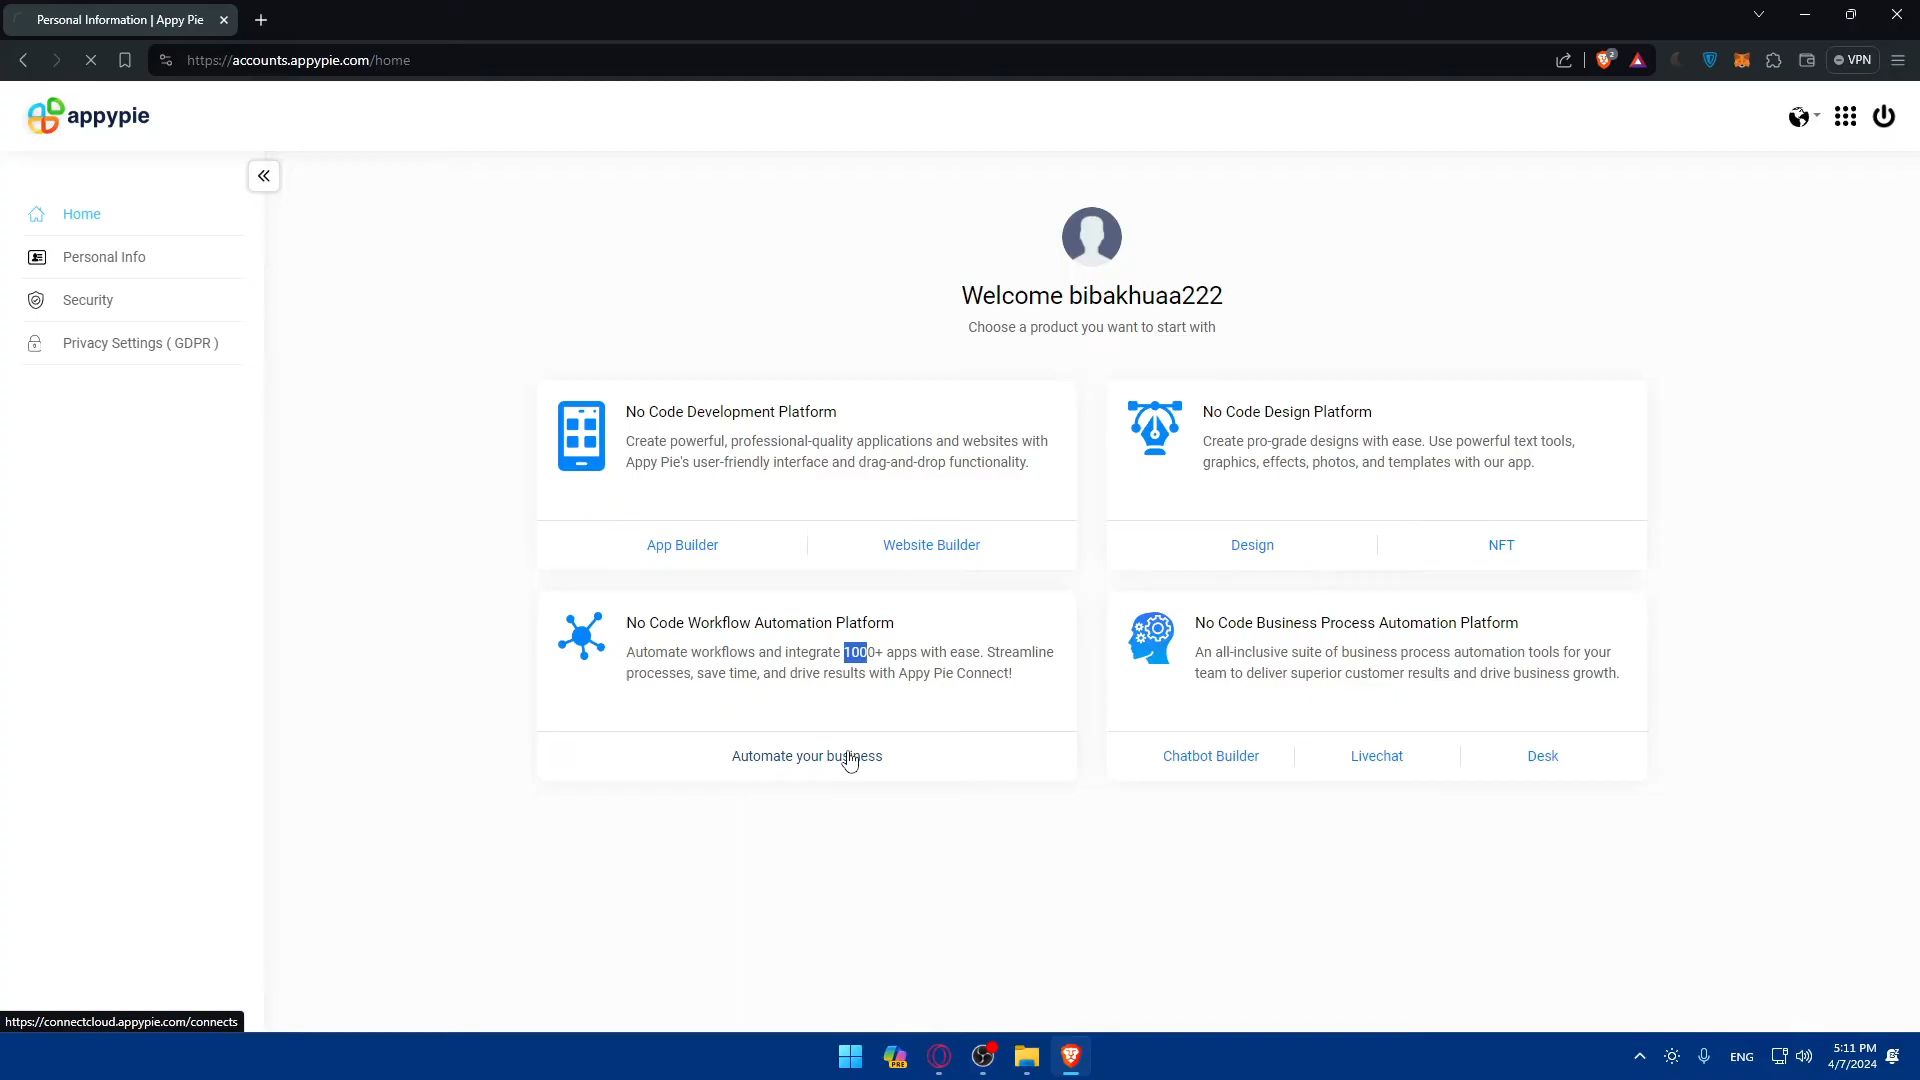 Personal Information | Appy Pie
https://accounts.appypie.com/home
2
VPN
appypie
Home
Personal Info
Security
Privacy Settings ( GDPR )
Welcome bibakhuaa222
Choose a product you want to start with
No Code Development Platform
Create powerful, professional-quality applications and websites with
Appy Pie's user-friendly interface and drag-and-drop functionality.
App Builder
Website Builder
No Code Design Platform
Create pro-grade designs with ease. Use powerful text tools,
graphics, effects, photos, and templates with our app.
Design
NFT
No Code Workflow Automation Platform
Automate workflows and integrate 1000+ apps with ease. Streamline
processes, save time, and drive results with Appy Pie Connect!
Automate your business
No Code Business Process Automation Platform
An all-inclusive suite of business process automation tools for your
team to deliver superior customer results and drive business growth.
Chatbot Builder
Livechat
Desk
https://connectcloud.appypie.com/connects
PRE
ENG
5:11 PM
4/7/2024